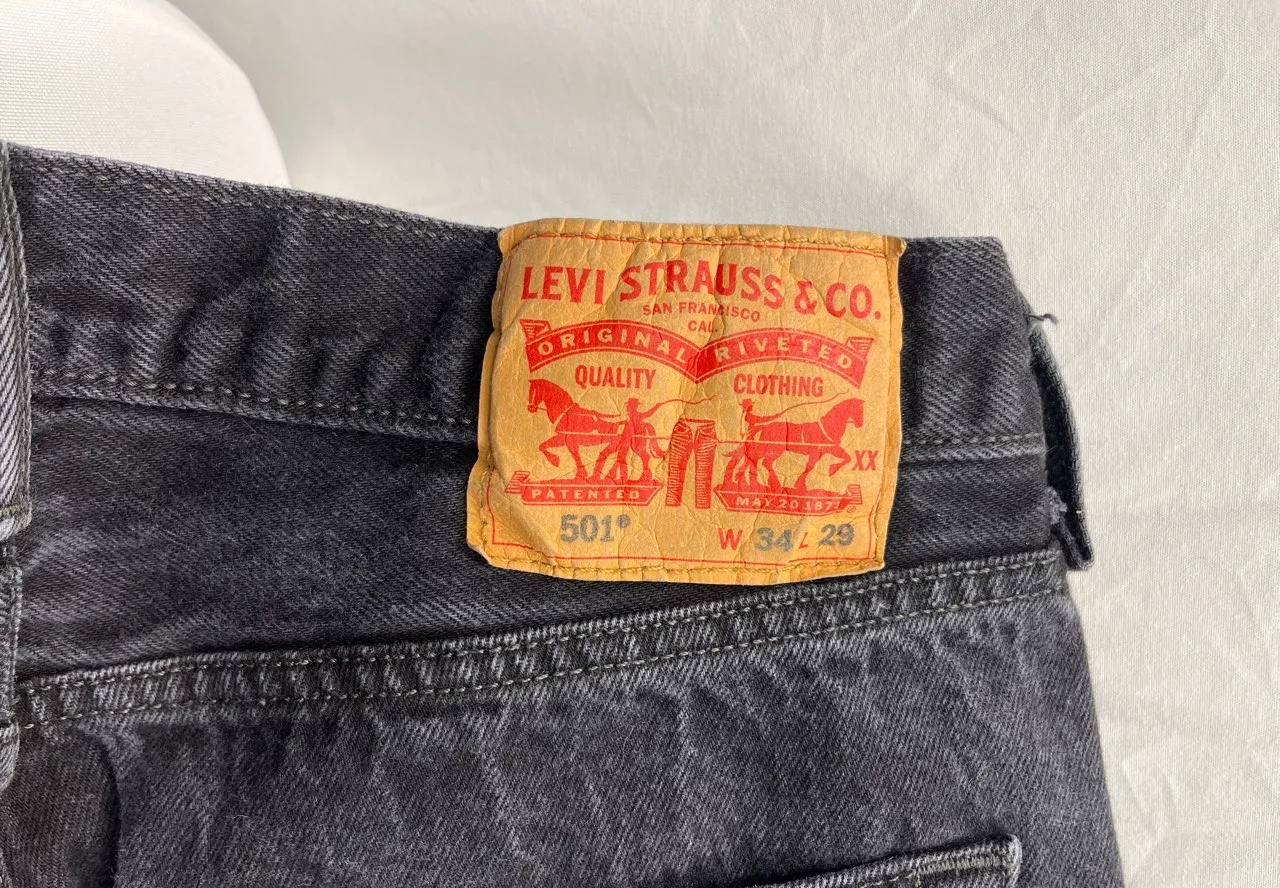 LEVI STRAUSS & CO.
SAN FRANCISCO
CAL.
ORIGINAL RIVETED
QUALITY CLOTHING
XX
PATENTED MAY 20 1873
501® W 34 L 29